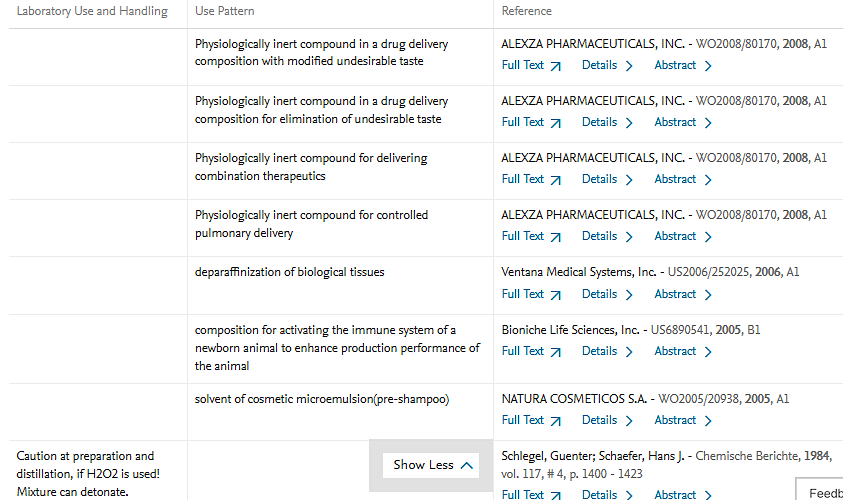 Laboratory Use and Handling Use Pattern Reference
Physiologically inert compound in a drug delivery
composition with modified undesirable taste
ALEXZA PHARMACEUTICALS, INC. - WO2008/80170, 2008, A1
Full Text Details Abstract
Physiologically inert compound in a drug delivery
composition for elimination of undesirable taste
ALEXZA PHARMACEUTICALS, INC. - WO2008/80170, 2008, A1
Full Text Details Abstract
Physiologically inert compound for delivering
combination therapeutics
ALEXZA PHARMACEUTICALS, INC. - WO2008/80170, 2008, A1
Full Text Details Abstract
Physiologically inert compound for controlled
pulmonary delivery
ALEXZA PHARMACEUTICALS, INC. - WO2008/80170, 2008, A1
Full Text Details Abstract
deparaffinization of biological tissues
Ventana Medical Systems, Inc. - US2006/252025, 2006, A1
Full Text Details Abstract
composition for activating the immune system of a
newborn animal to enhance production performance of
the animal
Bioniche Life Sciences, Inc. - US6890541, 2005, B1
Full Text Details Abstract
solvent of cosmetic microemulsion(pre-shampoo)
NATURA COSMETICOS S.A. - WO2005/20938, 2005, A1
Full Text Details Abstract
Caution at preparation and
distillation, if H2O2 is used!
Mixture can detonate.
Show Less
Schlegel, Guenter; Schaefer, Hans J. - Chemische Berichte, 1984,
vol. 117, # 4, p. 1400 - 1423
Full Text Details Abstract
Feedb